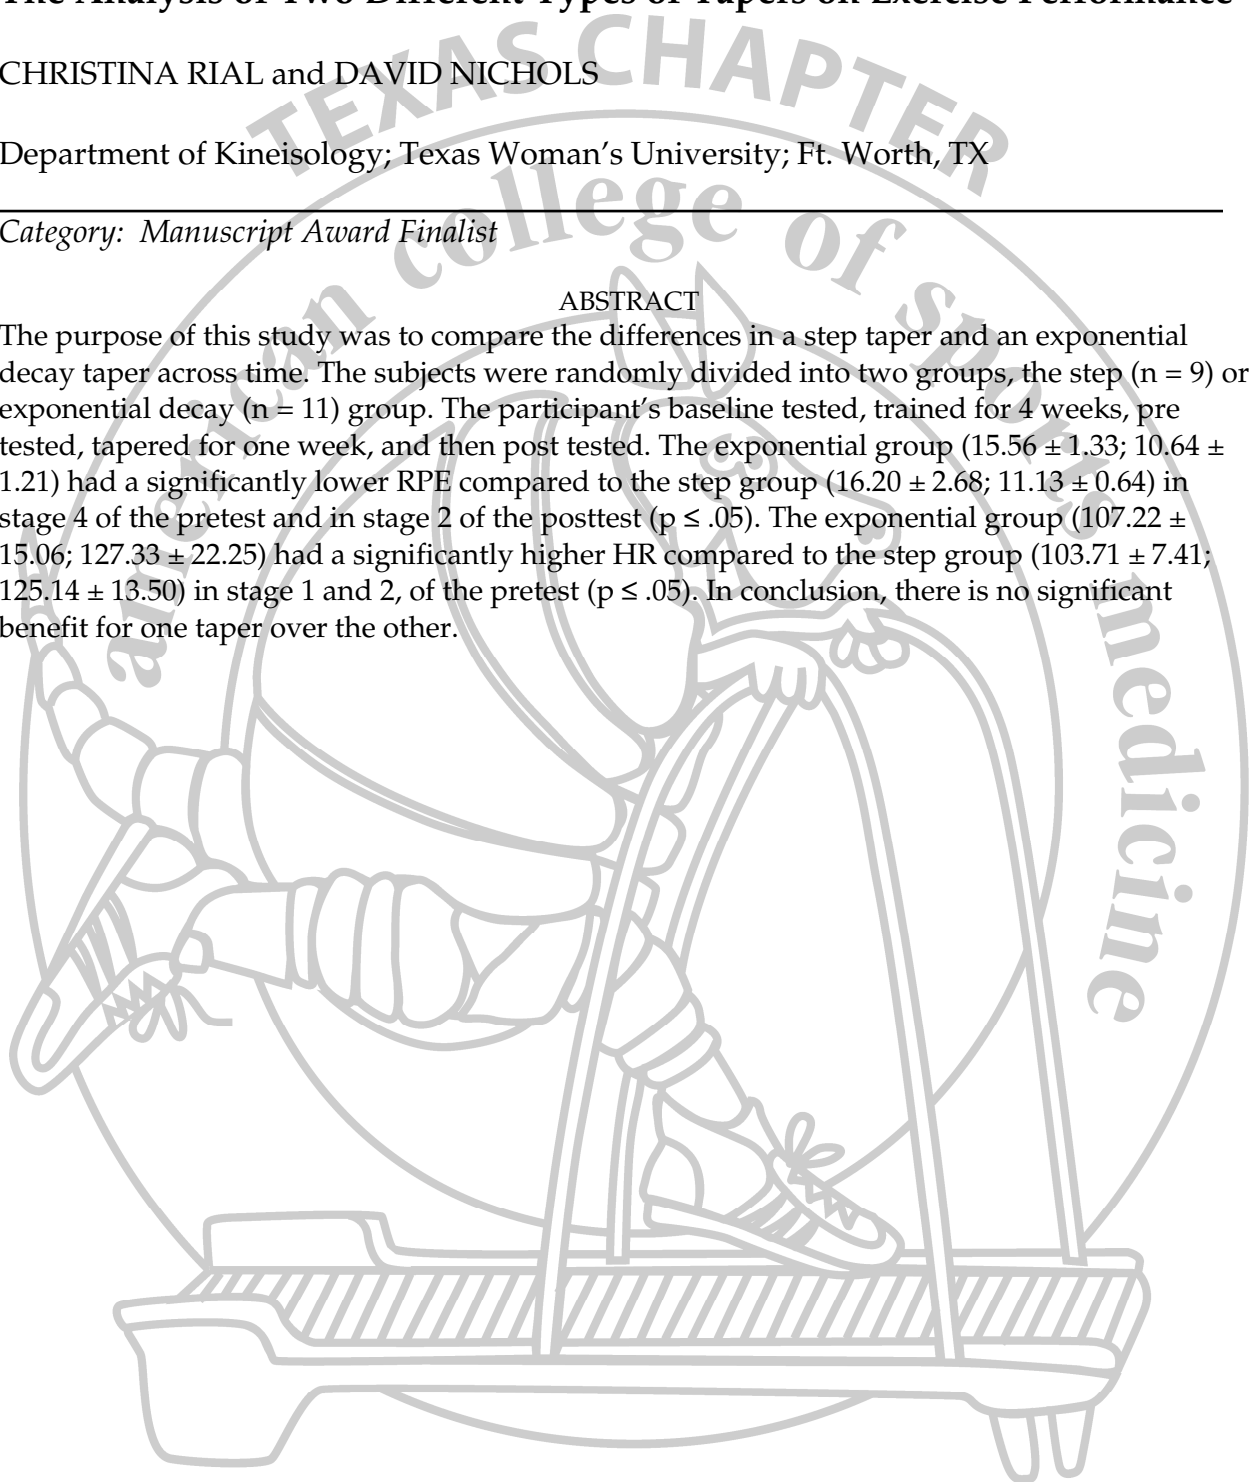 The Analysis of Two Different Types of Tapers on Exercise Performance
CHRISTINA RIAL and DAVID NICHOLS
Department of Kineisology; Texas Woman's University; Ft. Worth, TX
Category: Manuscript Award Finalist
ABSTRACT
The purpose of this study was to compare the differences in a step taper and an exponential
decay taper across time. The subjects were randomly divided into two groups, the step (n = 9) or
exponential decay (n = 11) group. The participant's baseline tested, trained for 4 weeks, pre
tested, tapered for one week, and then post tested. The exponential group (15.56 ± 1.33; 10.64 ±
1.21) had a significantly lower RPE compared to the step group (16.20 ± 2.68; 11.13 ± 0.64) in
stage 4 of the pretest and in stage 2 of the posttest (p ≤ .05). The exponential group (107.22 ±
15.06; 127.33 ± 22.25) had a significantly higher HR compared to the step group (103.71 ± 7.41;
125.14 ± 13.50) in stage 1 and 2, of the pretest (p ≤ .05). In conclusion, there is no significant
benefit for one taper over the other.
TEXAS CHAPTER
american college of sports medicine